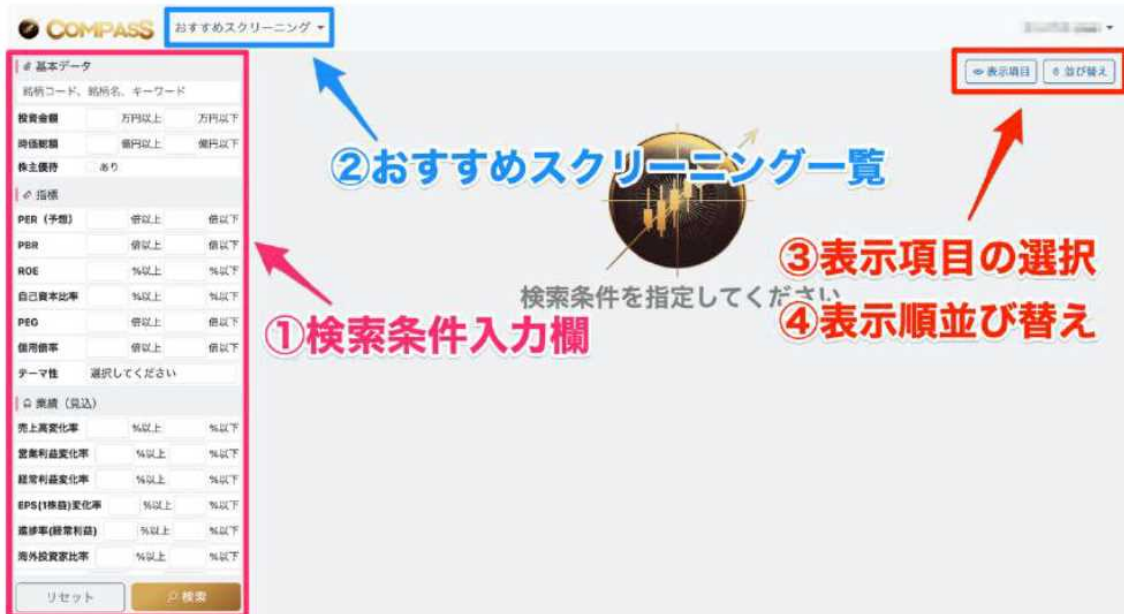 COMPASS
おすすめスクリーニング
基本データ
銘柄コード、銘柄名、キーワード
投資金額 万円以上 万円以下
時価総額 億円以上 億円以下
株主優待 あり
指標
PER（予想） 倍以上 倍以下
PBR 倍以上 倍以下
ROE %以上 %以下
自己資本比率 %以上 %以下
PEG 倍以上 倍以下
信用倍率 倍以上 倍以下
テーマ性 選択してください
業績（見込）
売上高変化率 %以上 %以下
営業利益変化率 %以上 %以下
経常利益変化率 %以上 %以下
EPS(1株益)変化率 %以上 %以下
進捗率(経常利益) %以上 %以下
海外投資家比率 %以上 %以下
リセット 検索
①検索条件入力欄
②おすすめスクリーニング一覧
検索条件を指定してください
表示項目 並び替え
③表示項目の選択
④表示順並び替え